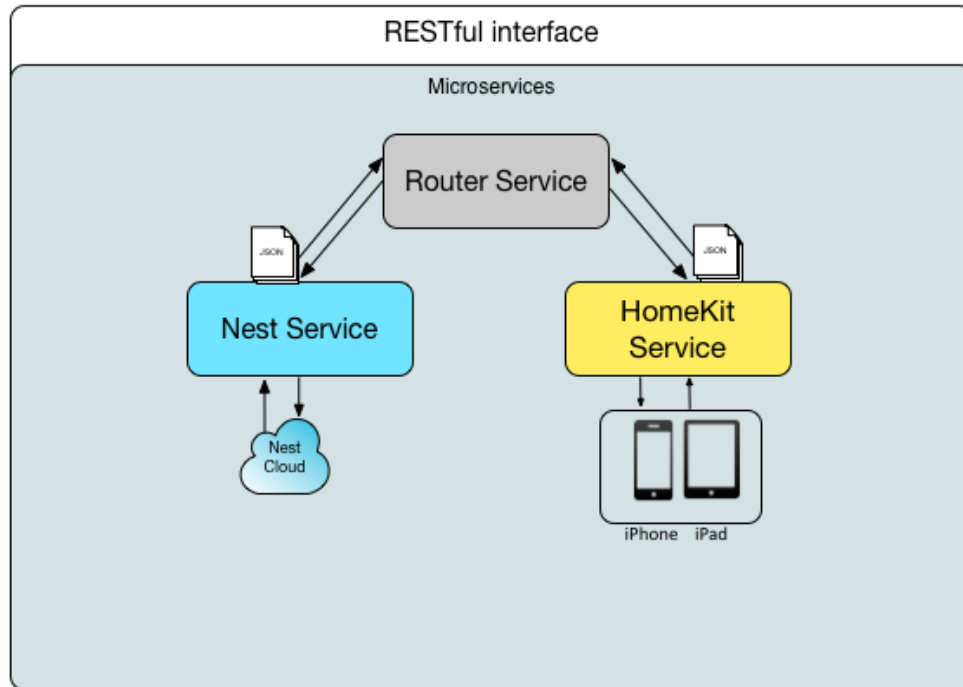 RESTful interface
Microservices
Router Service
JSON
JSON
Nest Service
HomeKit
Service
Nest
Cloud
iPhone
iPad